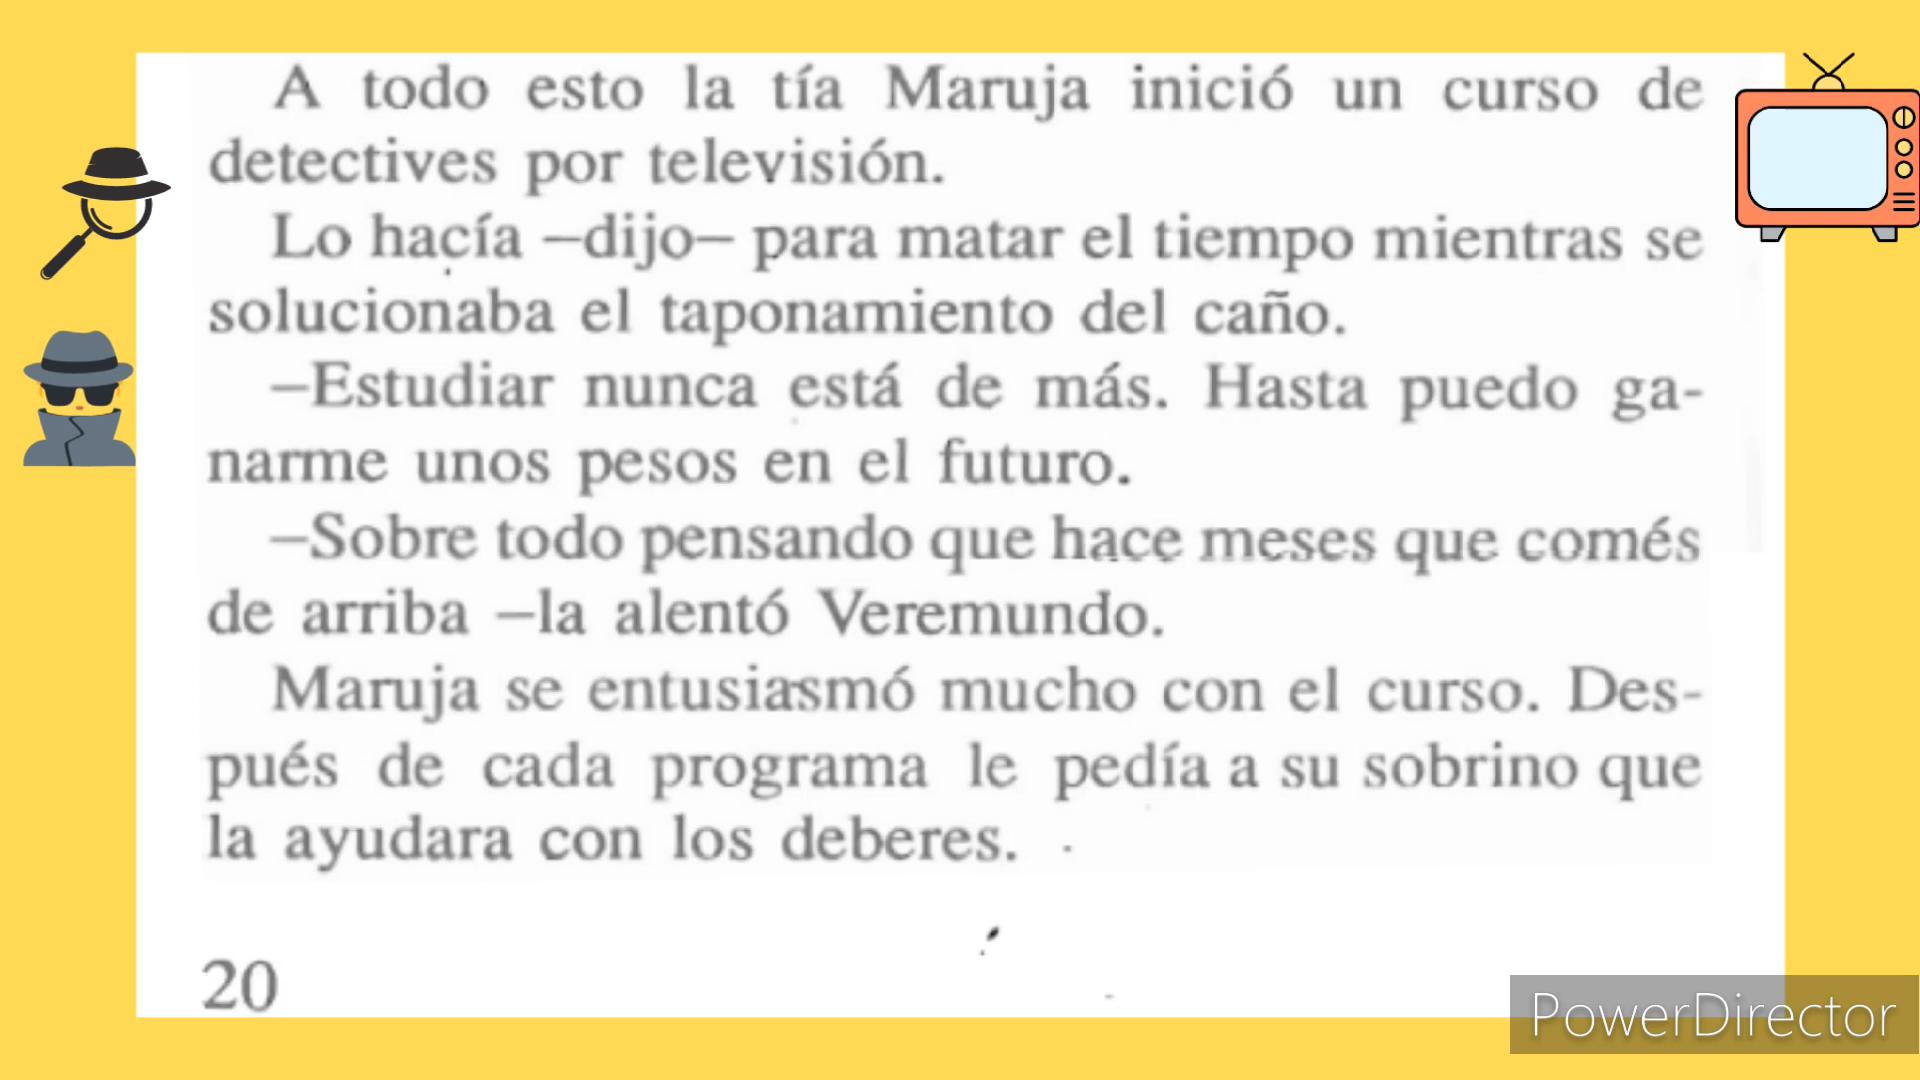 A todo esto la tía Maruja inició un curso de
detectives por televisión.
Lo hacía –dijo– para matar el tiempo mientras se
solucionaba el taponamiento del caño.
–Estudiar nunca está de más. Hasta puedo ga-
narme unos pesos en el futuro.
–Sobre todo pensando que hace meses que comés
de arriba –la alentó Veremundo.
Maruja se entusiasmó mucho con el curso. Des-
pués de cada programa le pedía a su sobrino que
la ayudara con los deberes.
20
PowerDirector